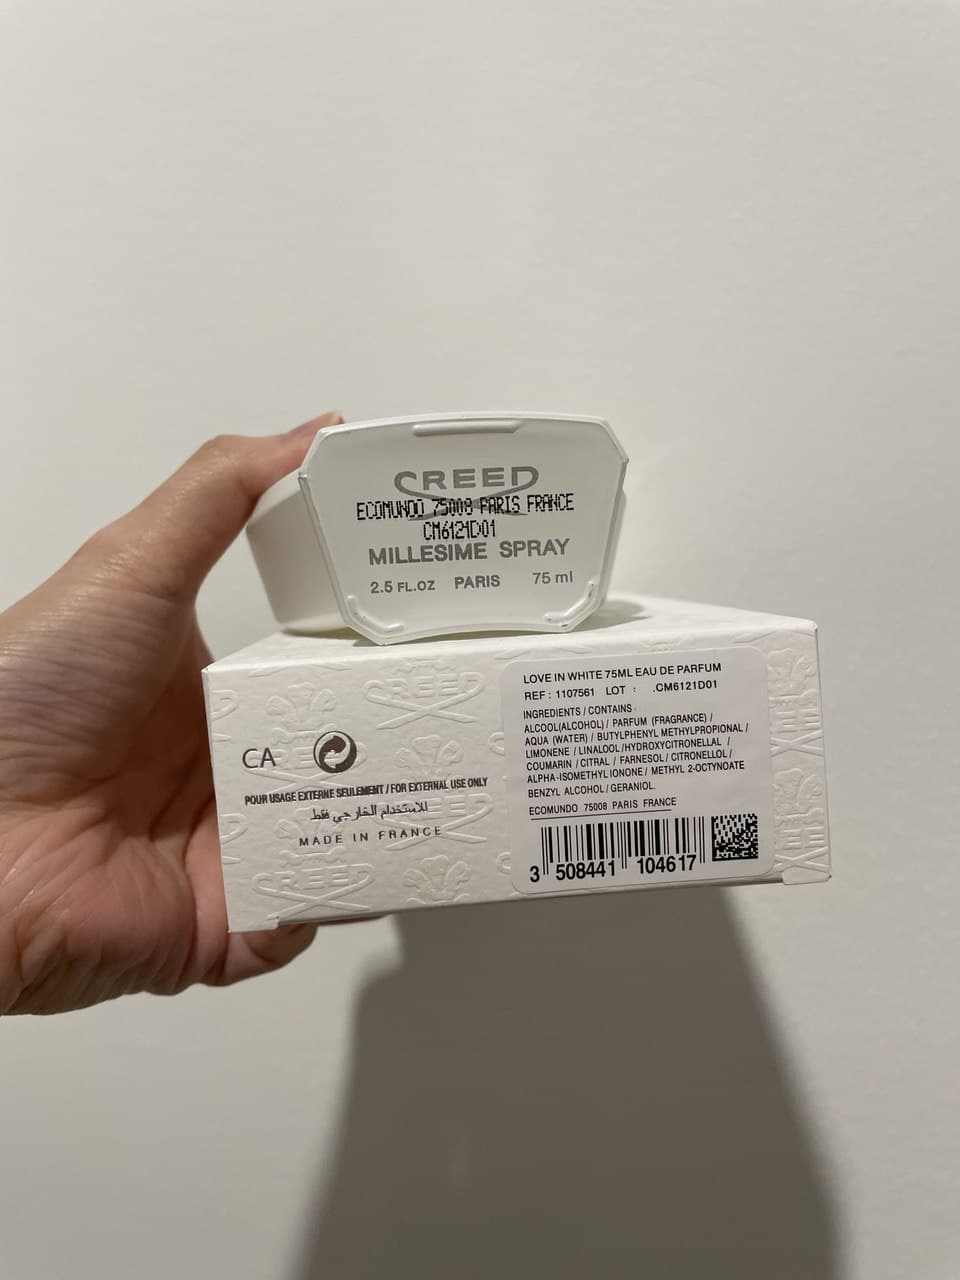 CREED
ECOMUNDO 75008 PARIS FRANCE
CM6121D01
MILLESIME SPRAY
2.5 FL.OZ PARIS 75 ml
CREED
CREED
CA
POUR USAGE EXTERNE SEULEMENT / FOR EXTERNAL USE ONLY
للاستخدام الخارجي فقط
MADE IN FRANCE
LOVE IN WHITE 75ML EAU DE PARFUM
REF : 1107561 LOT : .CM6121D01
INGREDIENTS / CONTAINS :
ALCOOL(ALCOHOL) / PARFUM (FRAGRANCE) /
AQUA (WATER) / BUTYLPHENYL METHYLPROPIONAL /
LIMONENE / LINALOOL /HYDROXYCITRONELLAL /
COUMARIN / CITRAL / FARNESOL/ CITRONELLOL /
ALPHA-ISOMETHYL IONONE / METHYL 2-OCTYNOATE
BENZYL ALCOHOL / GERANIOL.
ECOMUNDO 75008 PARIS FRANCE
3 508441 104617